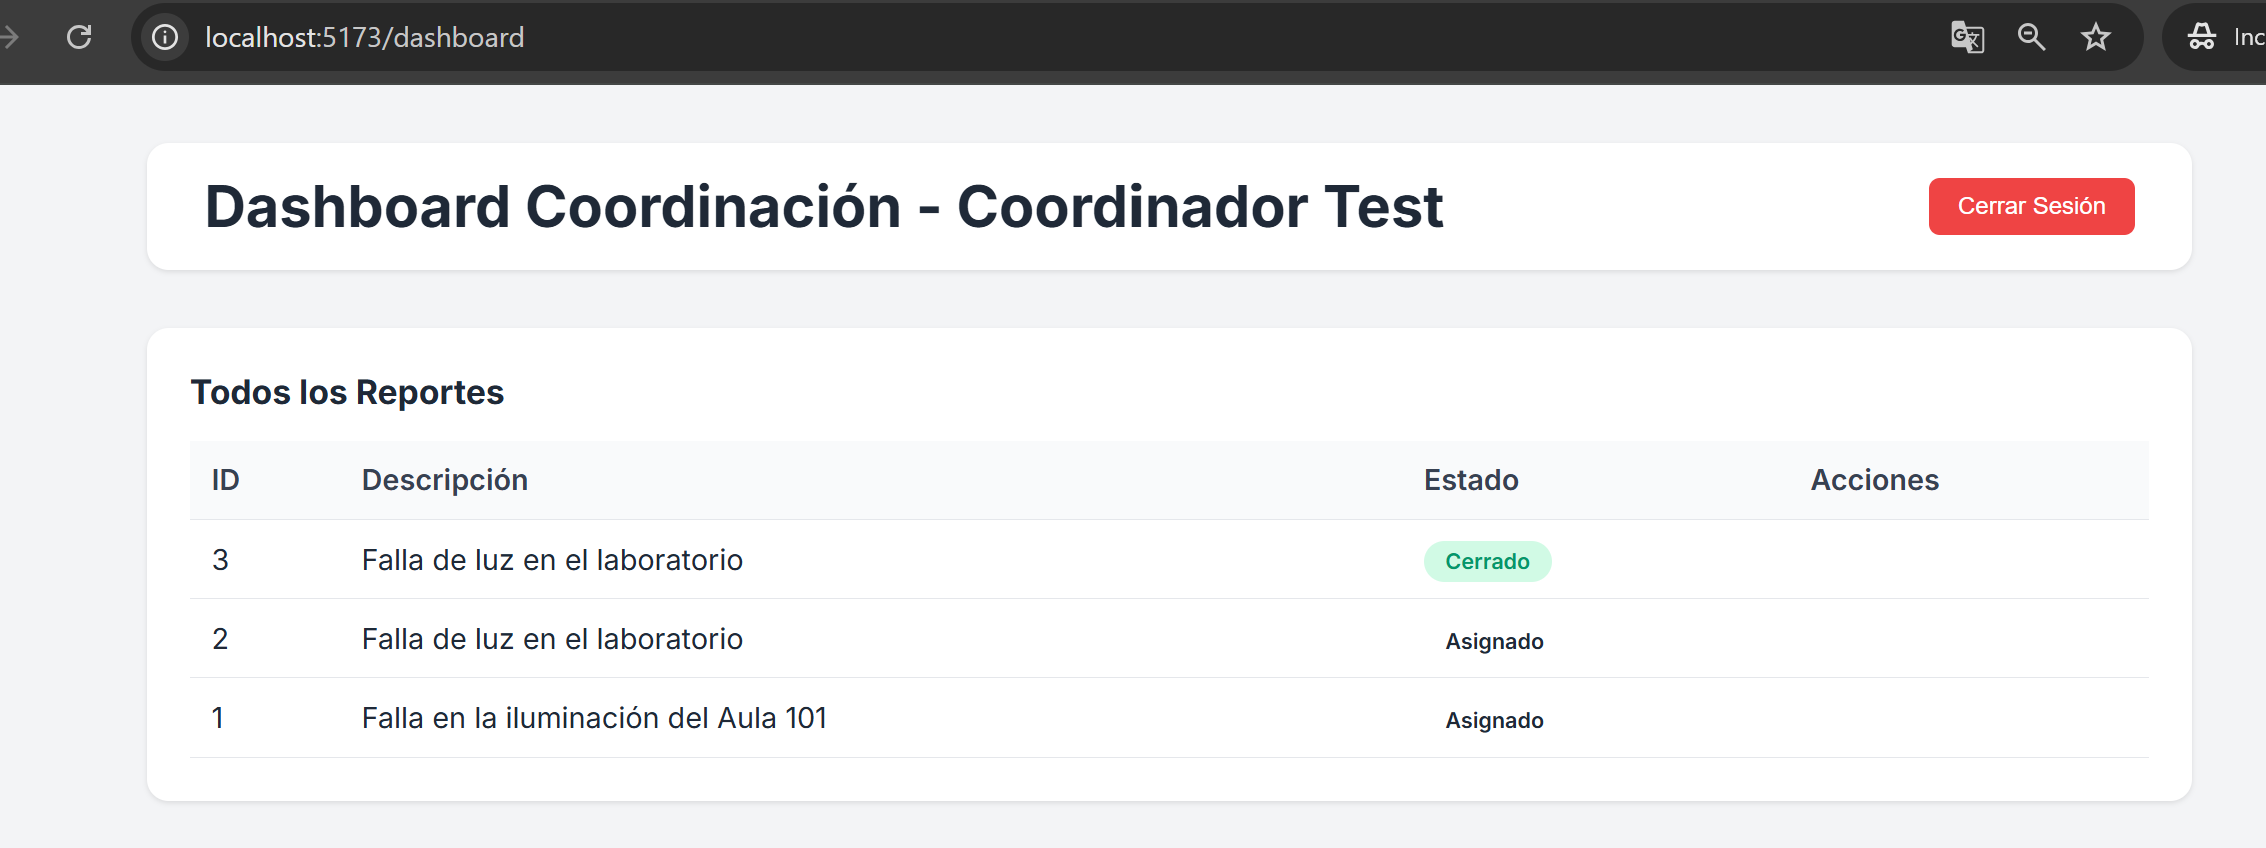 localhost:5173/dashboard
Inc
Dashboard Coordinación - Coordinador Test
Cerrar Sesión
Todos los Reportes
ID Descripción Estado Acciones
3 Falla de luz en el laboratorio Cerrado
2 Falla de luz en el laboratorio Asignado
1 Falla en la iluminación del Aula 101 Asignado